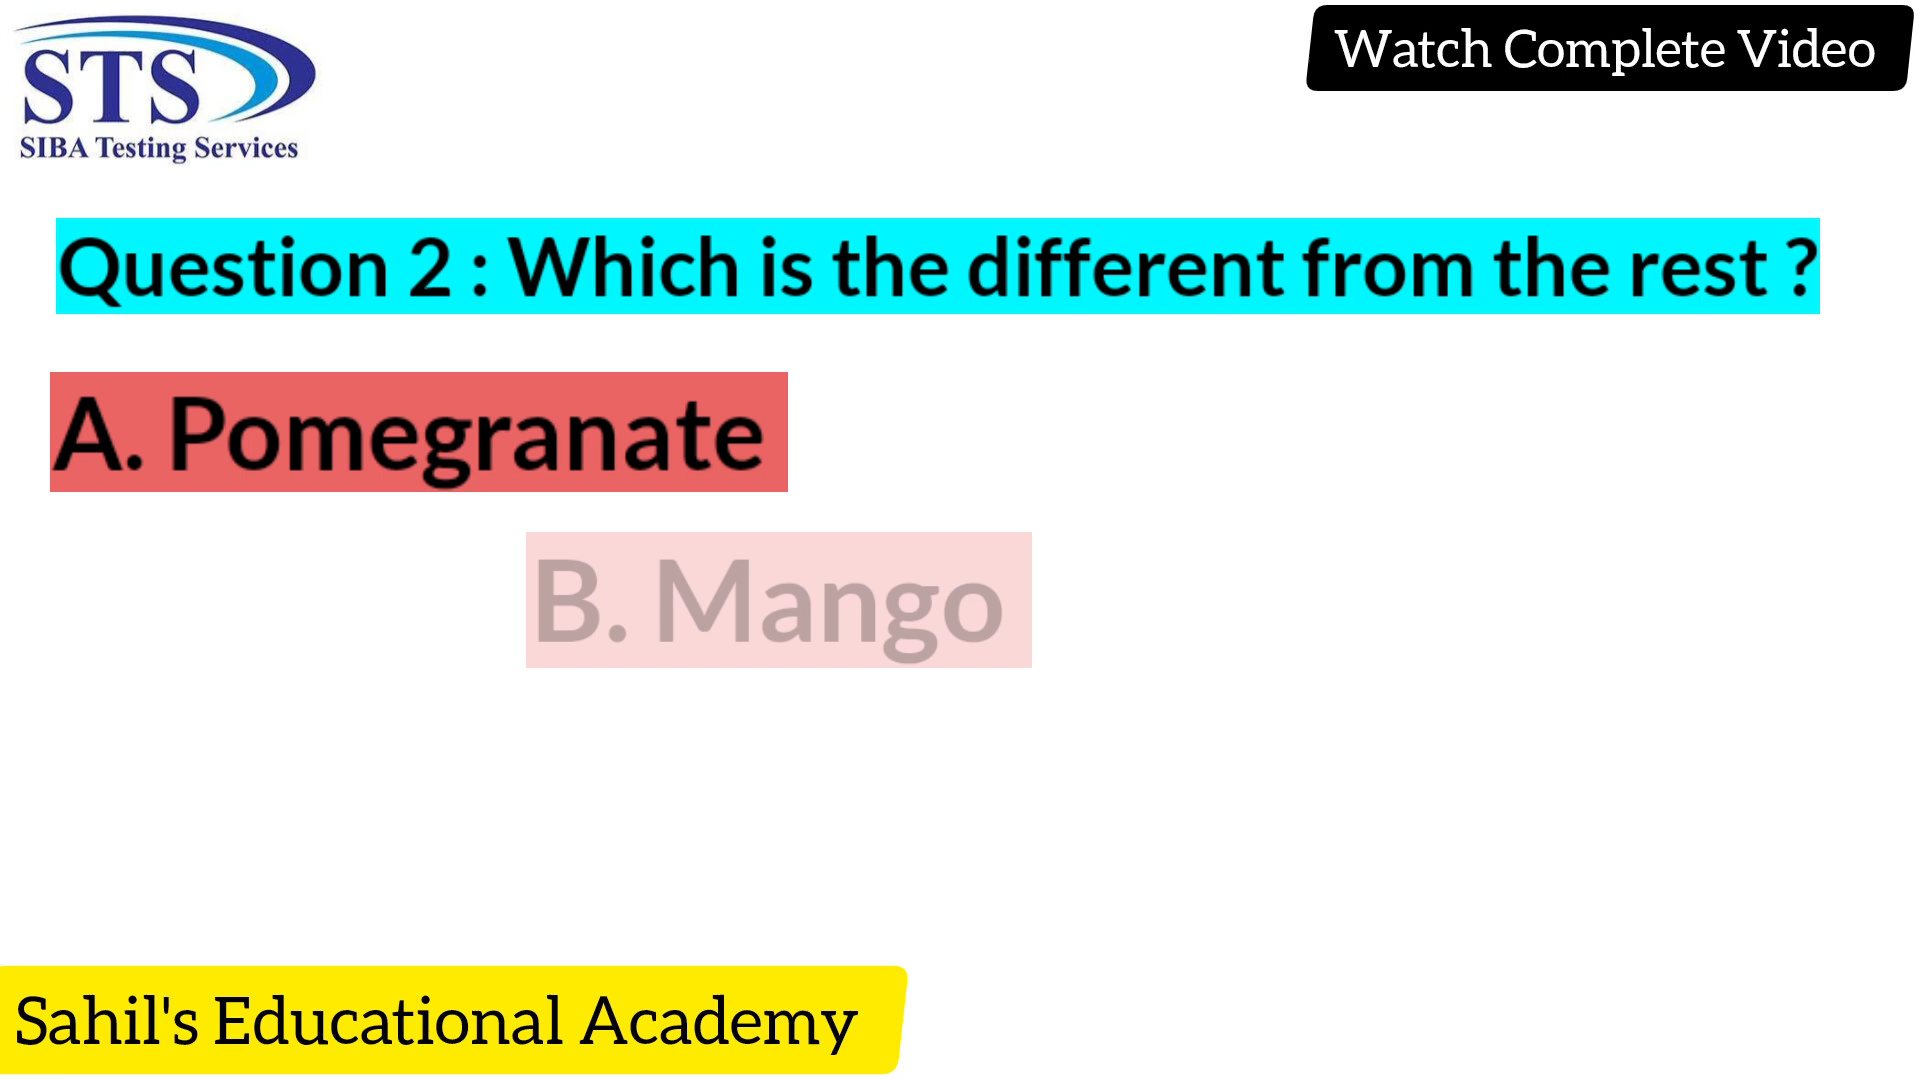 STS
SIBA Testing Services
Watch Complete Video
Question 2 : Which is the different from the rest ?
A. Pomegranate
B. Mango
Sahil's Educational Academy